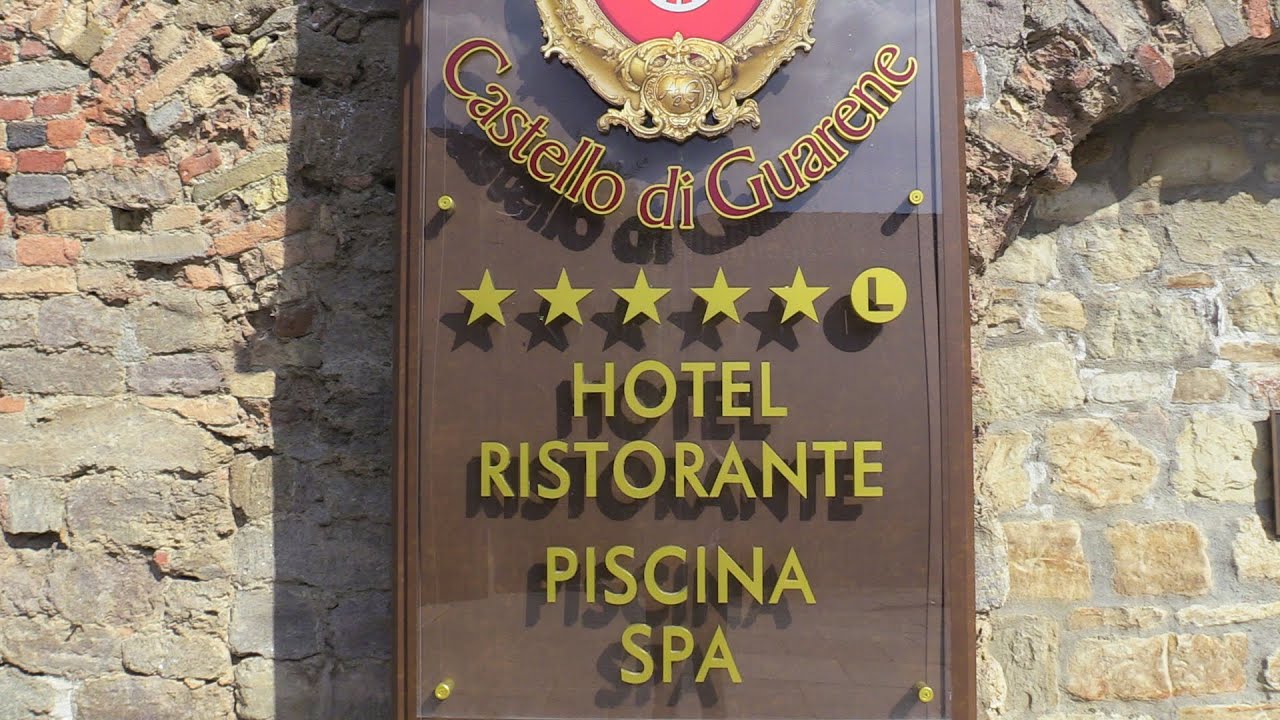 Castello di Guarene
★★★★★ L
HOTEL
RISTORANTE
PISCINA
SPA